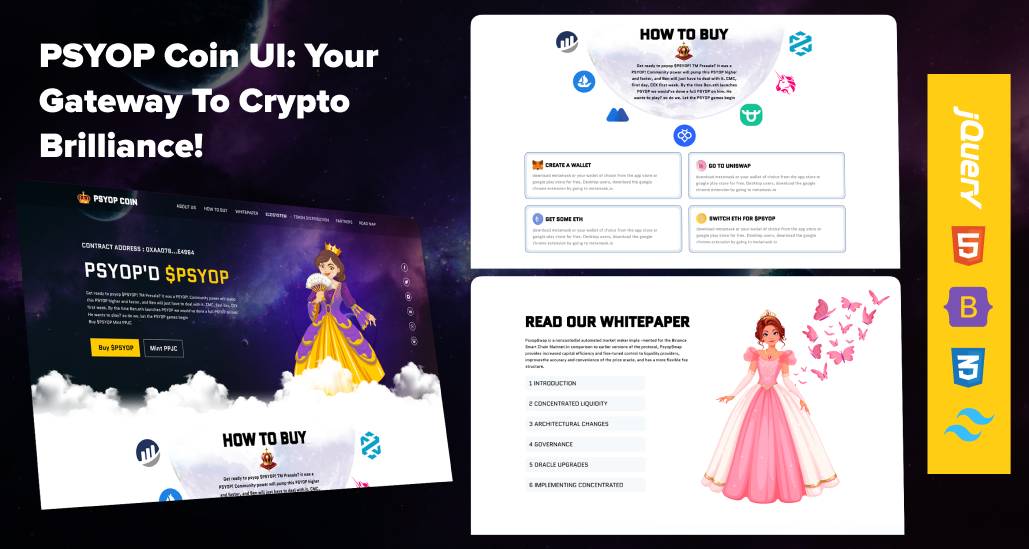 PSYOP Coin UI: Your
Gateway To Crypto
Brilliance!
PSYOP COIN
ABOUT US
HOW TO BUY
WHITEPAPER
ECOSYSTEM
TOKEN DISTRIBUTION
PARTNERS
ROAD MAP
CONTRACT ADDRESS :
PSYOP'D $PSYOP
Get ready to psyop $PSYOP! TM Presale? It was a
PSYOP! Community power will pump
this PSYOP higher and faster, and Ben will just have to deal with it. CMC,
first week. By the time Ben.eth launches PSYOP we would've done a full PSYOP on him.
He wants to play? so we. Let the PSYOP games begin
Buy $PSYOP Mint PPJC
Buy $PSYOP
Mint PPJC
HOW TO BUY
Get ready to psyop $PSYOP! TM Presale? It was a
PSYOP! Community power will pump this PSYOP higher
and faster, and Ben will just have to deal with it. CMC,
HOW TO BUY
Get ready to psyop $PSYOP! TM Presale? It was a
PSYOP! Community power will pump this PSYOP higher
and faster, and Ben will just have to deal with it. CMC,
first day, CEX first week. By the time Ben.eth launches
PSYOP we would've done a full PSYOP on him. He
wants to play? so we. Let the PSYOP games begin
CREATE A WALLET
download metamask or your wallet of choice from the app store or
google play store for free. Desktop users, download the google
chrome extension by going to metamask.io
GO TO UNISWAP
download metamask or your wallet of choice from the app store or
google play store for free. Desktop users, download the google
chrome extension by going to metamask.io
GET SOME ETH
download metamask or your wallet of choice from the app store or
google play store for free. Desktop users, download the google
chrome extension by going to metamask.io
SWITCH ETH FOR $PSYOP
download metamask or your wallet of choice from the app store or
google play store for free. Desktop users, download the google
chrome extension by going to metamask.io
READ OUR WHITEPAPER
PsyopSwap is a noncustodial automated market maker imple -mented for the Binance
Smart Chain Mainnet.In comparison to earlier versions of the protocol, PsyopSwap
provides increased capital efficiency and fine-tuned control to liquidity providers,
improvesthe accuracy and convenience of the price oracle, and has a more flexible fee
structure.
1 INTRODUCTION
2 CONCENTRATED LIQUIDITY
3 ARCHITECTURAL CHANGES
4 GOVERNANCE
5 ORACLE UPGRADES
6 IMPLEMENTING CONCENTRATED
jQuery
5
B
3